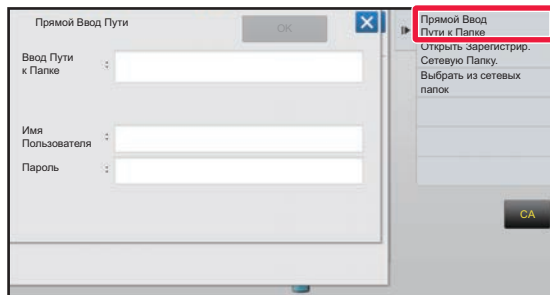 Прямой Ввод Пути
OK
Ввод Пути
к Папке
:
Имя
Пользователя
:
Пароль
:
Прямой Ввод
Пути к Папке
Открыть Зарегистрир.
Сетевую Папку.
Выбрать из сетевых
папок
CA